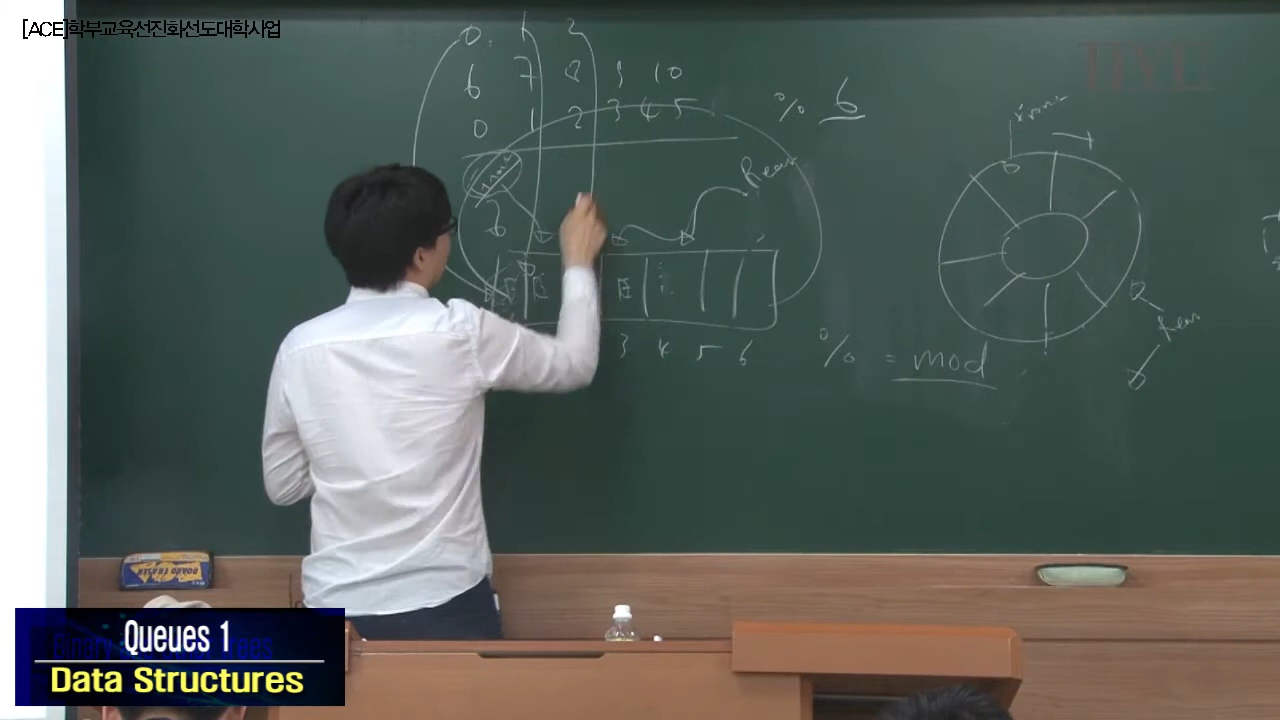 [ACE]학부교육선진화선도대학사업
0. 1 2
6 7 8 9 10
0 1 2 3 4 5 % 6
front
Rear
front
3 4 5 6
% = mod
Rear
BOARD ERASER
Queues 1
Data Structures